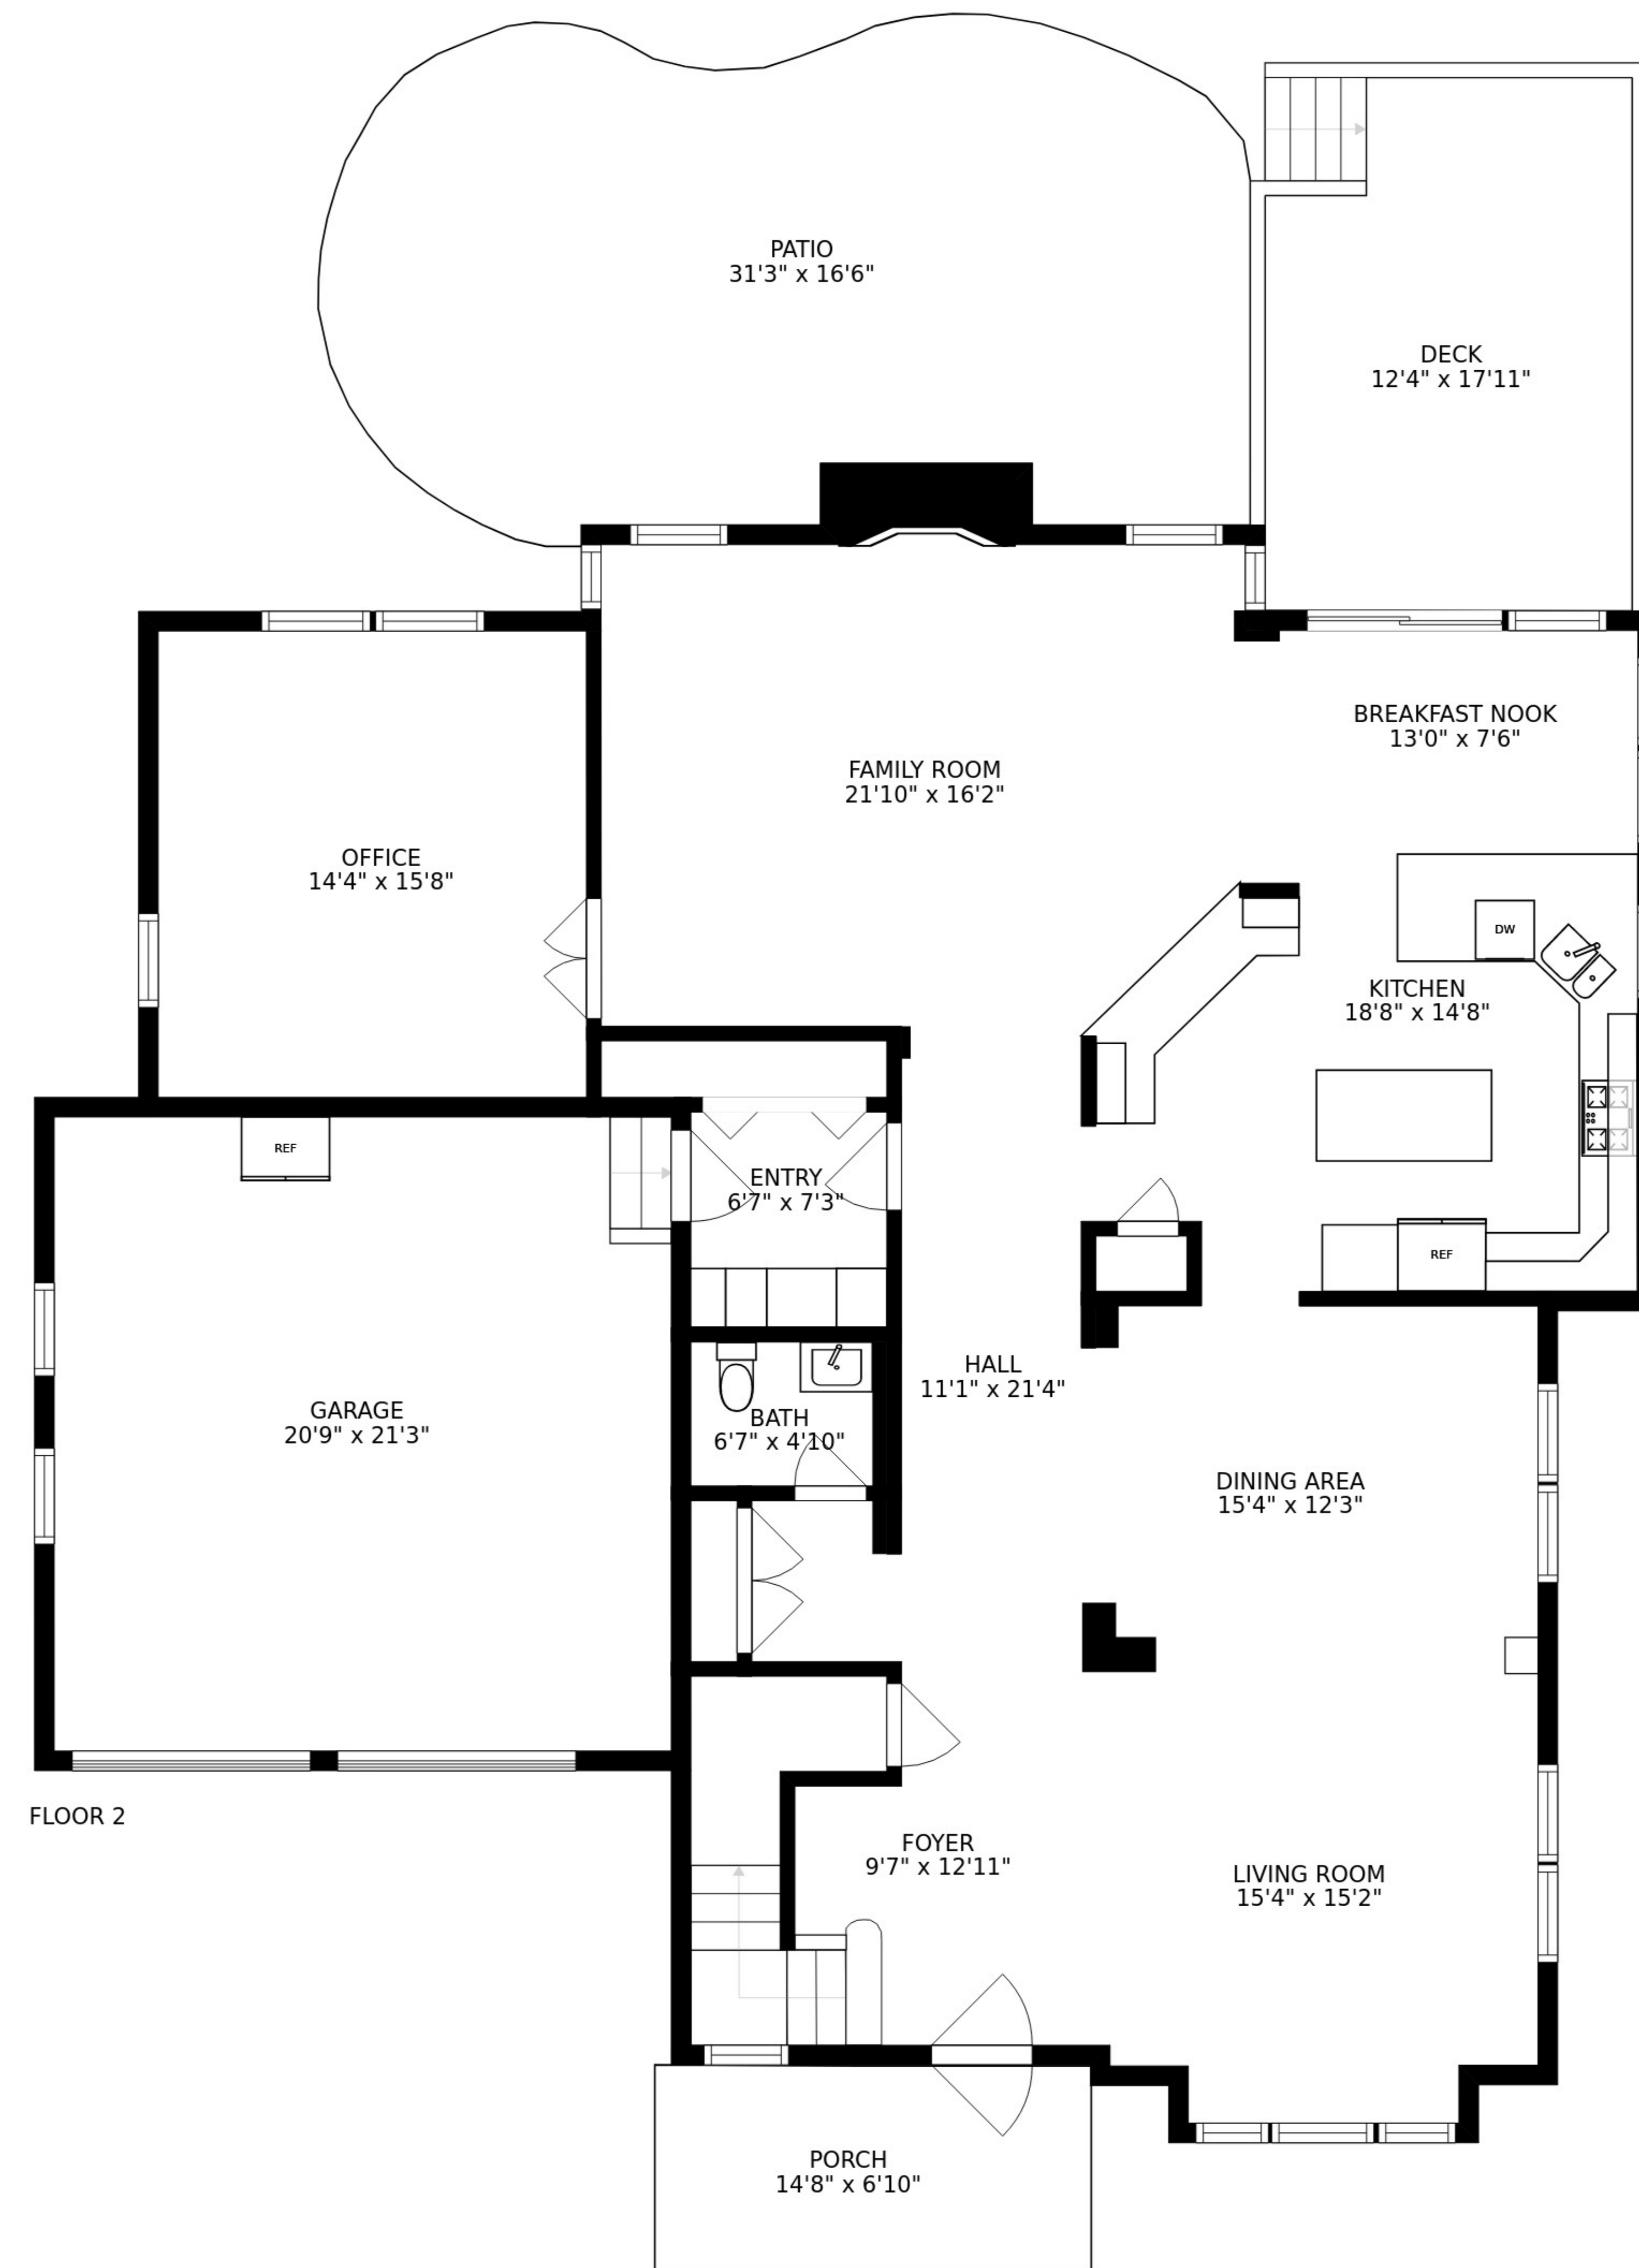 PATIO
31'3" x 16'6"
DECK
12'4" x 17'11"
BREAKFAST NOOK
13'0" x 7'6"
FAMILY ROOM
21'10" x 16'2"
OFFICE
14'4" x 15'8"
DW
KITCHEN
18'8" x 14'8"
REF
ENTRY
6'7" x 7'3"
REF
HALL
11'1" x 21'4"
GARAGE
20'9" x 21'3"
BATH
6'7" x 4'10"
DINING AREA
15'4" x 12'3"
FLOOR 2
FOYER
9'7" x 12'11"
LIVING ROOM
15'4" x 15'2"
PORCH
14'8" x 6'10"